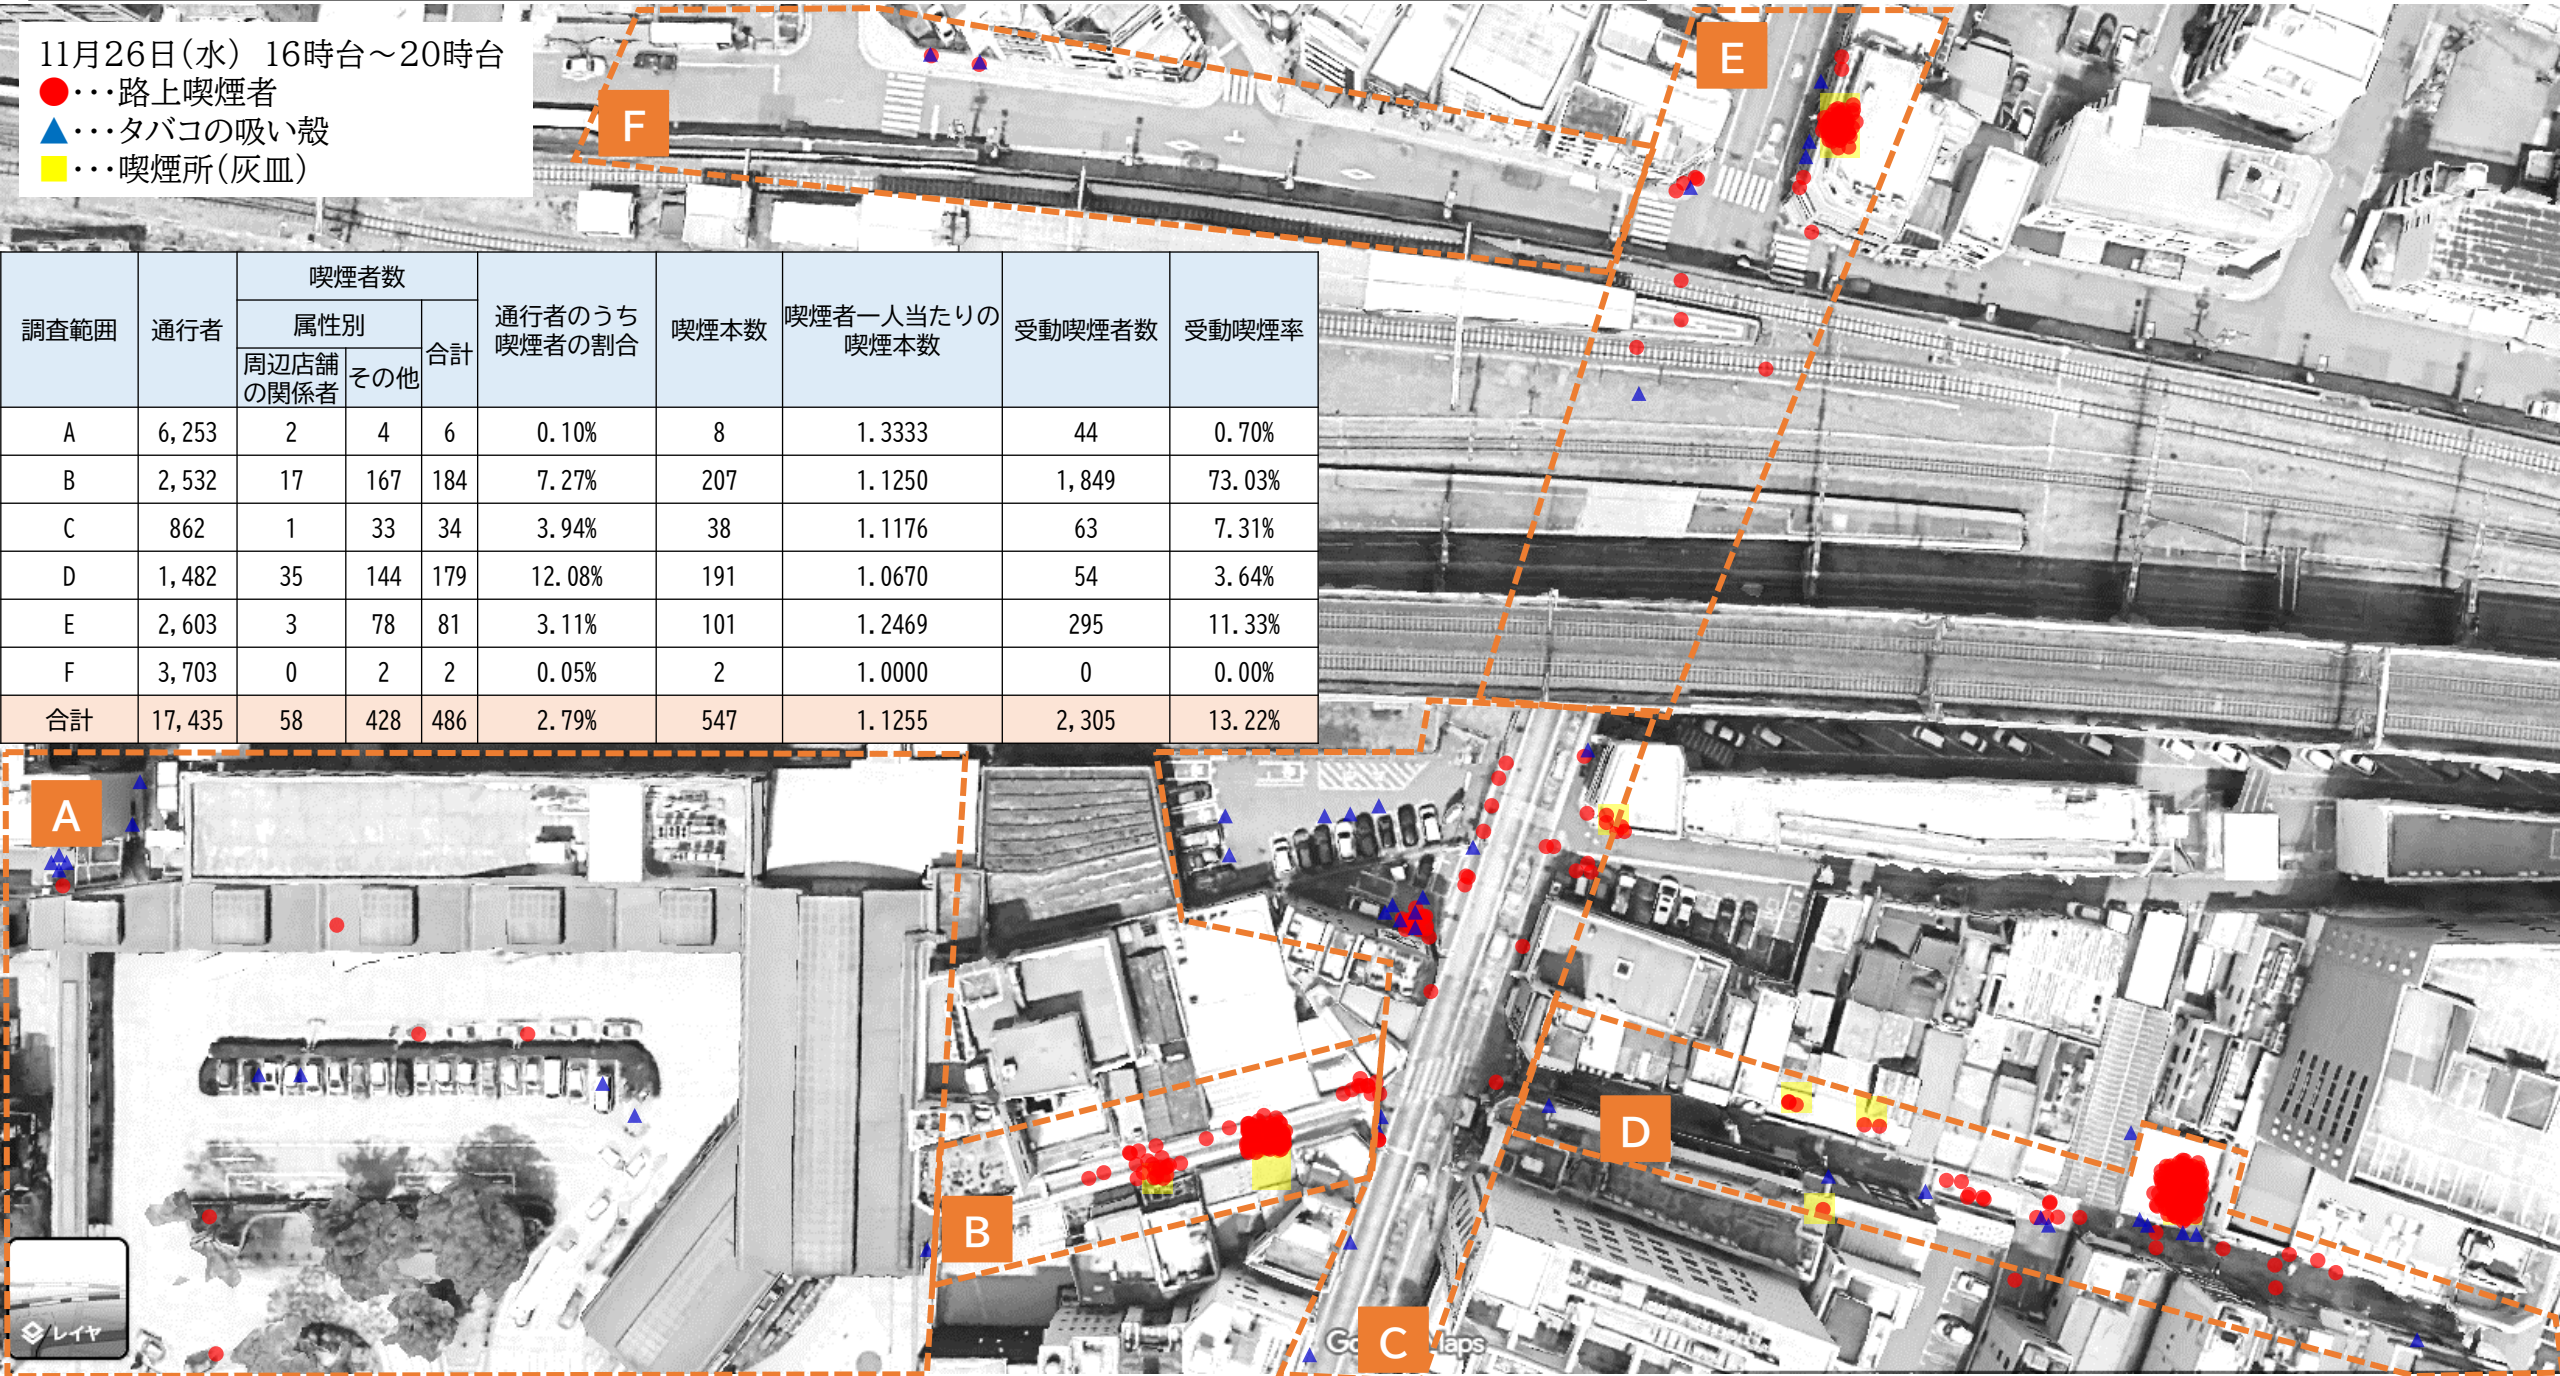 11月26日(水) 16時台～20時台
●･･･路上喫煙者
▲･･･タバコの吸い殻
■･･･喫煙所(灰皿)
E
F
調査範囲 通行者 喫煙者数 通行者のうち喫煙者の割合 喫煙本数 喫煙者一人当たりの喫煙本数 受動喫煙者数 受動喫煙率
属性別 合計
周辺店舗の関係者 その他
A 6,253 2 4 6 0.10% 8 1.3333 44 0.70%
B 2,532 17 167 184 7.27% 207 1.1250 1,849 73.03%
C 862 1 33 34 3.94% 38 1.1176 63 7.31%
D 1,482 35 144 179 12.08% 191 1.0670 54 3.64%
E 2,603 3 78 81 3.11% 101 1.2469 295 11.33%
F 3,703 0 2 2 0.05% 2 1.0000 0 0.00%
合計 17,435 58 428 486 2.79% 547 1.1255 2,305 13.22%
A
D
B
レイヤ
C